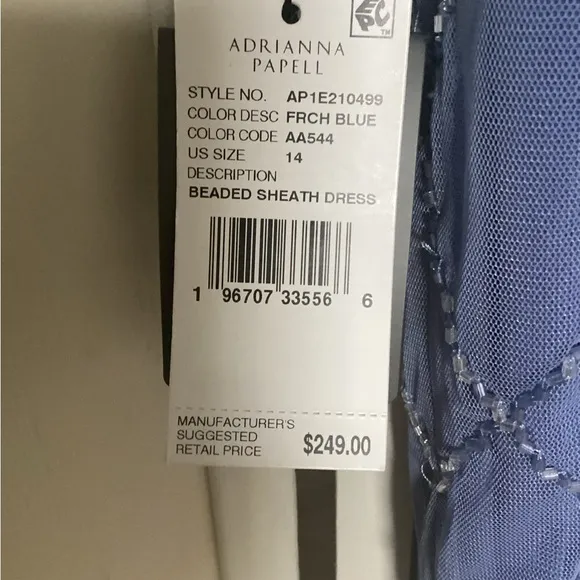 EPC™
ADRIANNA
PAPELL
STYLE NO. AP1E210499
COLOR DESC FRCH BLUE
COLOR CODE AA544
US SIZE 14
DESCRIPTION
BEADED SHEATH DRESS
1 96707 33556 6
MANUFACTURER'S
SUGGESTED
RETAIL PRICE $249.00